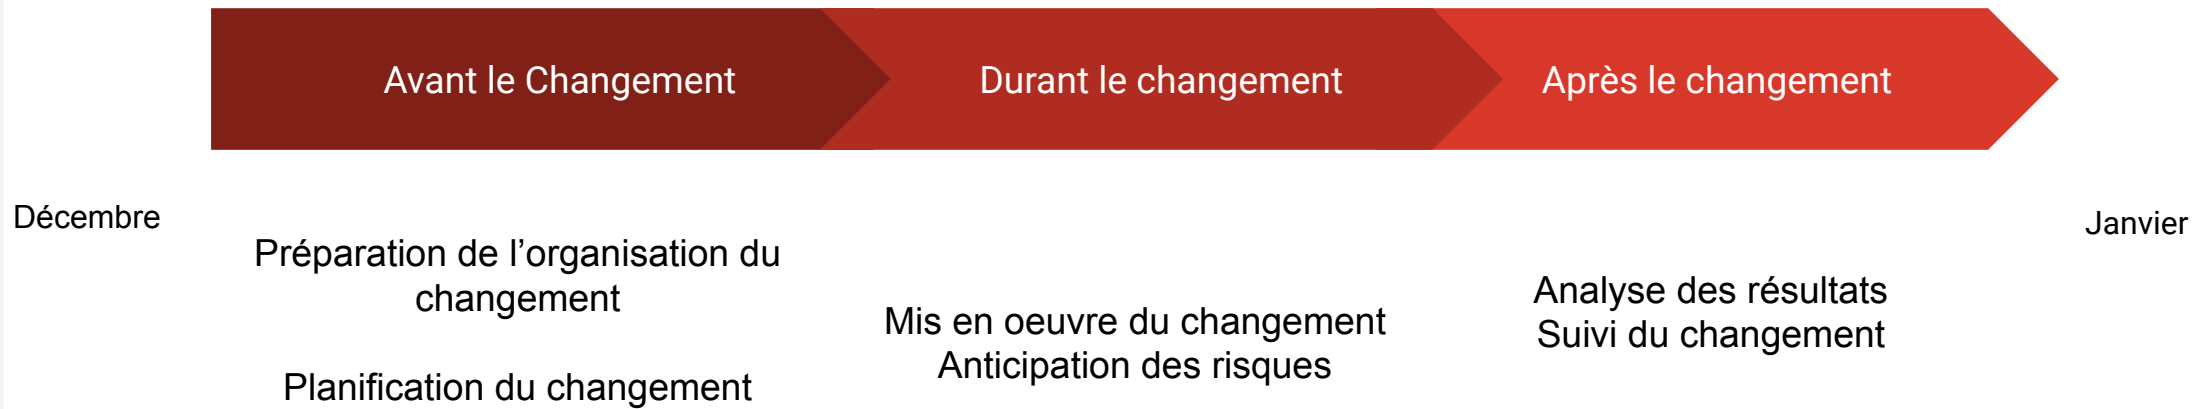 Avant le Changement
Durant le changement
Après le changement
Décembre
Janvier
Préparation de l’organisation du
changement
Planification du changement
Mis en oeuvre du changement
Anticipation des risques
Analyse des résultats
Suivi du changement